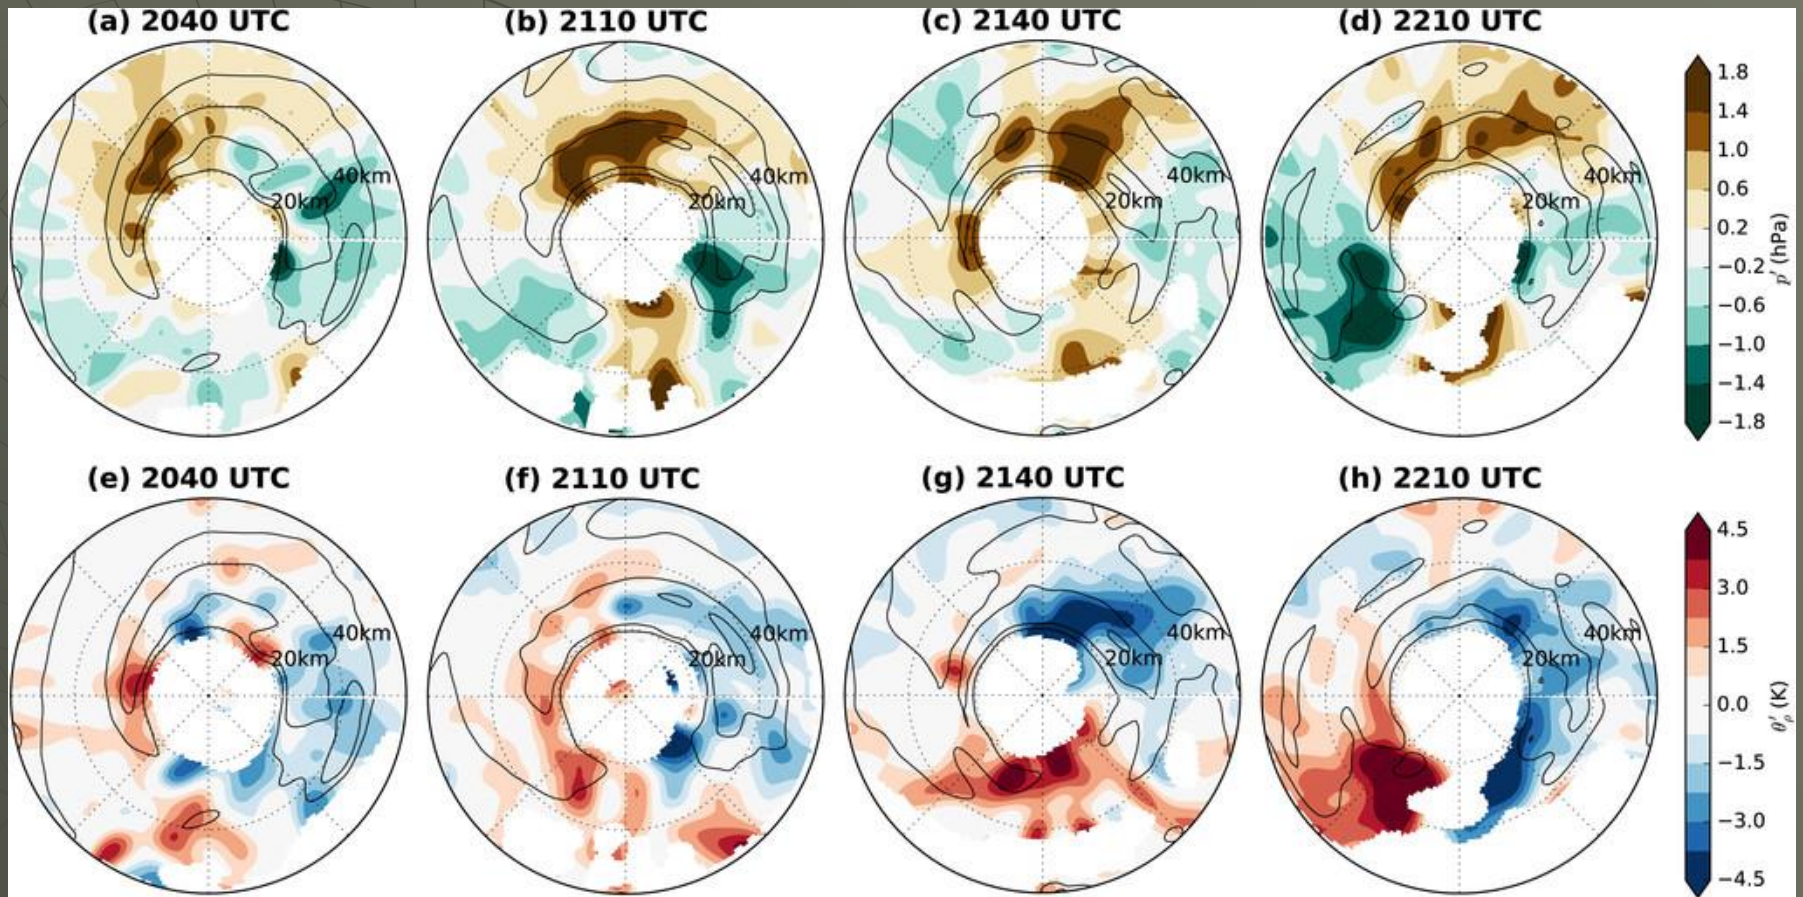 (a) 2040 UTC
(b) 2110 UTC
(c) 2140 UTC
(d) 2210 UTC
40km
20km
40km
20km
40km
20km
40km
20km
1.8
1.4
1.0
0.6
0.2
−0.2
−0.6
−1.0
−1.4
−1.8
p′ (hPa)
(e) 2040 UTC
(f) 2110 UTC
(g) 2140 UTC
(h) 2210 UTC
40km
20km
40km
20km
40km
20km
40km
20km
4.5
3.0
1.5
0.0
−1.5
−3.0
−4.5
θ′ρ (K)